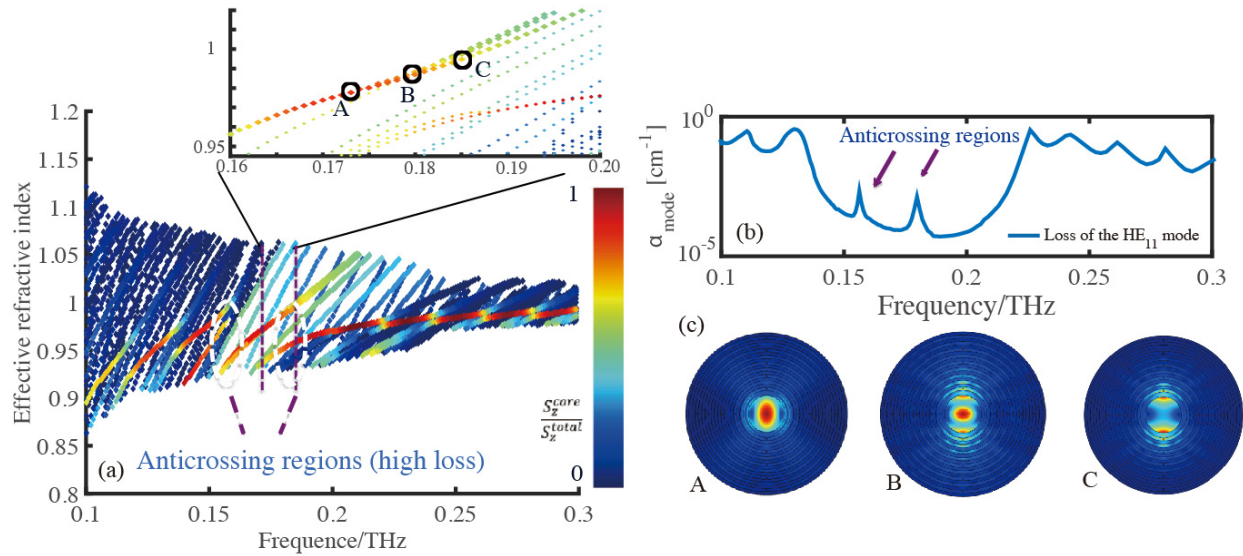 1
0.95
0.16
0.17
0.18
0.19
0.20
A
B
C
1.2
1.15
1.1
1.05
1
0.95
0.9
0.85
0.8
Effective refractive index
0.1
0.15
0.2
0.25
0.3
Frequence/THz
(a)
Anticrossing regions (high loss)
1
S_z^{core}
S_z^{total}
0
10^0
10^{-5}
α_{mode} [cm^{-1}]
Anticrossing regions
(b)
Loss of the HE_{11} mode
0.1
0.15
0.2
0.25
0.3
Frequency/THz
(c)
A
B
C